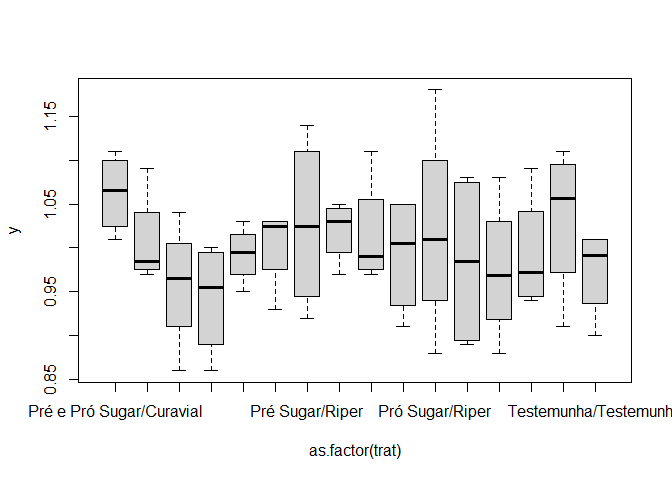 1.15
1.05
0.95
0.85
y
Pré e Pró Sugar/Curavial Pré Sugar/Riper Pró Sugar/Riper Testemunha/Testemunh
as.factor(trat)